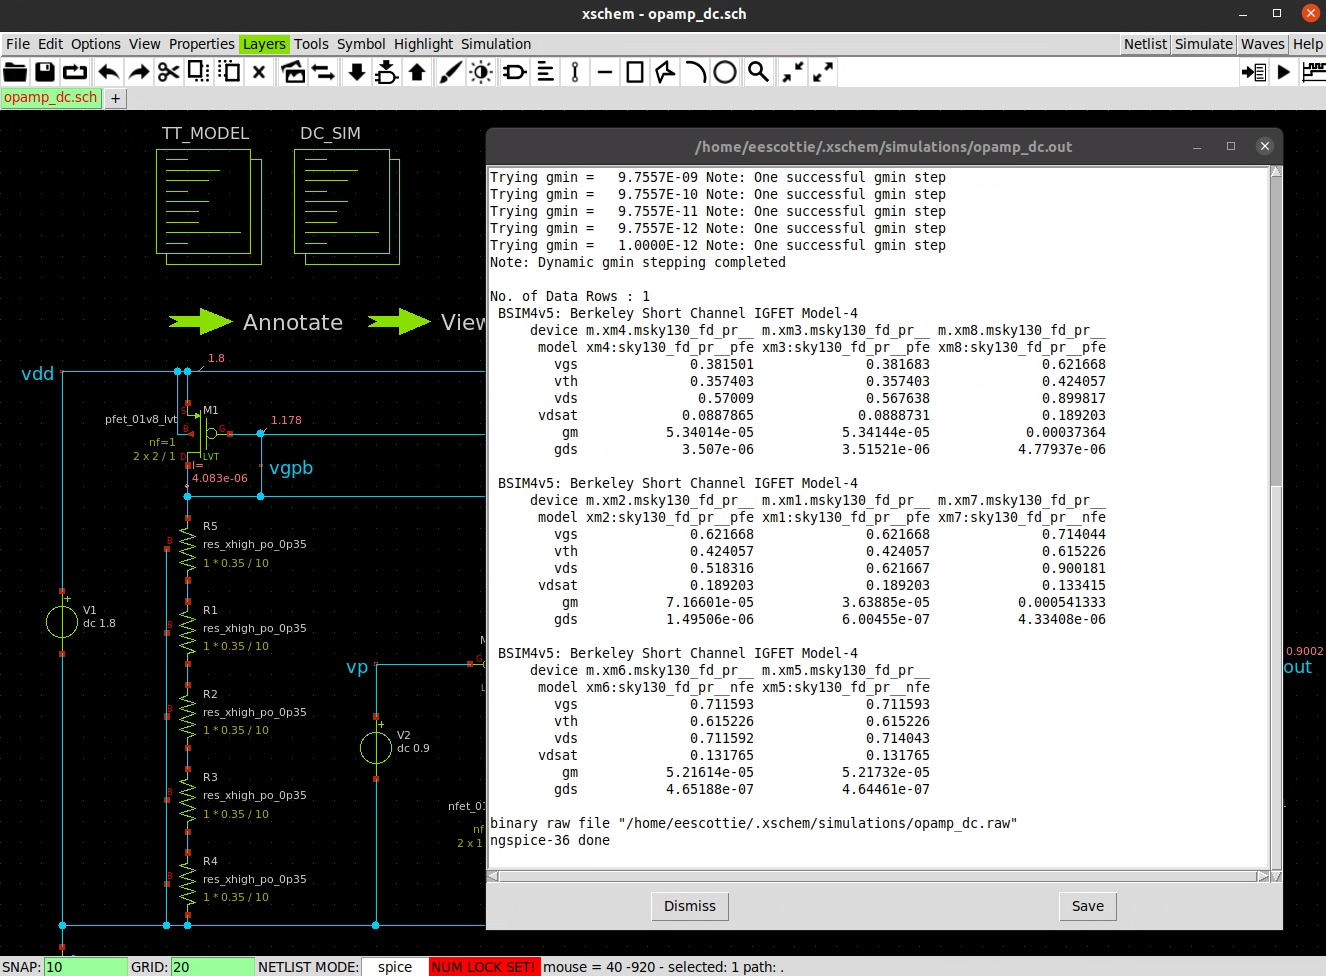 xschem - opamp_dc.sch
File Edit Options View Properties Layers Tools Symbol Highlight Simulation Netlist Simulate Waves Help
opamp_dc.sch +
TT_MODEL DC_SIM
/home/eescottie/.xschem/simulations/opamp_dc.out
Trying gmin =   9.7557E-09 Note: One successful gmin step
Trying gmin =   9.7557E-10 Note: One successful gmin step
Trying gmin =   9.7557E-11 Note: One successful gmin step
Trying gmin =   9.7557E-12 Note: One successful gmin step
Trying gmin =   1.0000E-12 Note: One successful gmin step
Note: Dynamic gmin stepping completed
No. of Data Rows : 1
BSIM4v5: Berkeley Short Channel IGFET Model-4
device m.xm4.msky130_fd_pr__ m.xm3.msky130_fd_pr__ m.xm8.msky130_fd_pr__
model xm4:sky130_fd_pr__pfe xm3:sky130_fd_pr__pfe xm8:sky130_fd_pr__pfe
vgs 0.381501 0.381683 0.621668
vth 0.357403 0.357403 0.424057
vds 0.57009 0.567638 0.899817
vdsat 0.0887865 0.0888731 0.189203
gm 5.34014e-05 5.34144e-05 0.00037364
gds 3.507e-06 3.51521e-06 4.77937e-06
BSIM4v5: Berkeley Short Channel IGFET Model-4
device m.xm2.msky130_fd_pr__ m.xm1.msky130_fd_pr__ m.xm7.msky130_fd_pr__
model xm2:sky130_fd_pr__pfe xm1:sky130_fd_pr__pfe xm7:sky130_fd_pr__nfe
vgs 0.621668 0.621668 0.714044
vth 0.424057 0.424057 0.615226
vds 0.518316 0.621667 0.900181
vdsat 0.189203 0.189203 0.133415
gm 7.16601e-05 3.63885e-05 0.000541333
gds 1.49506e-06 6.00455e-07 4.33408e-06
BSIM4v5: Berkeley Short Channel IGFET Model-4
device m.xm6.msky130_fd_pr__ m.xm5.msky130_fd_pr__
model xm6:sky130_fd_pr__nfe xm5:sky130_fd_pr__nfe
vgs 0.711593 0.711593
vth 0.615226 0.615226
vds 0.711592 0.714043
vdsat 0.131765 0.131765
gm 5.21614e-05 5.21732e-05
gds 4.65188e-07 4.64461e-07
binary raw file "/home/eescottie/.xschem/simulations/opamp_dc.raw"
ngspice-36 done
Dismiss Save
Annotate View
1.8
vdd
S
M1
pfet_01v8_lvt
B G
1.178
nf=1
2 x 2 / 1 D LVT
I=
4.083e-06
vgpb
R5
B res_xhigh_po_0p35
1 * 0.35 / 10
V1
dc 1.8
R1
B res_xhigh_po_0p35
1 * 0.35 / 10
vp
G
0.9002
out
R2
B res_xhigh_po_0p35
1 * 0.35 / 10
V2
dc 0.9
R3
B res_xhigh_po_0p35
1 * 0.35 / 10
nfet_01
nf
2 x 1
R4
B res_xhigh_po_0p35
1 * 0.35 / 10
SNAP: 10 GRID: 20 NETLIST MODE: spice NUM LOCK SET! mouse = 40 -920 - selected: 1 path: .